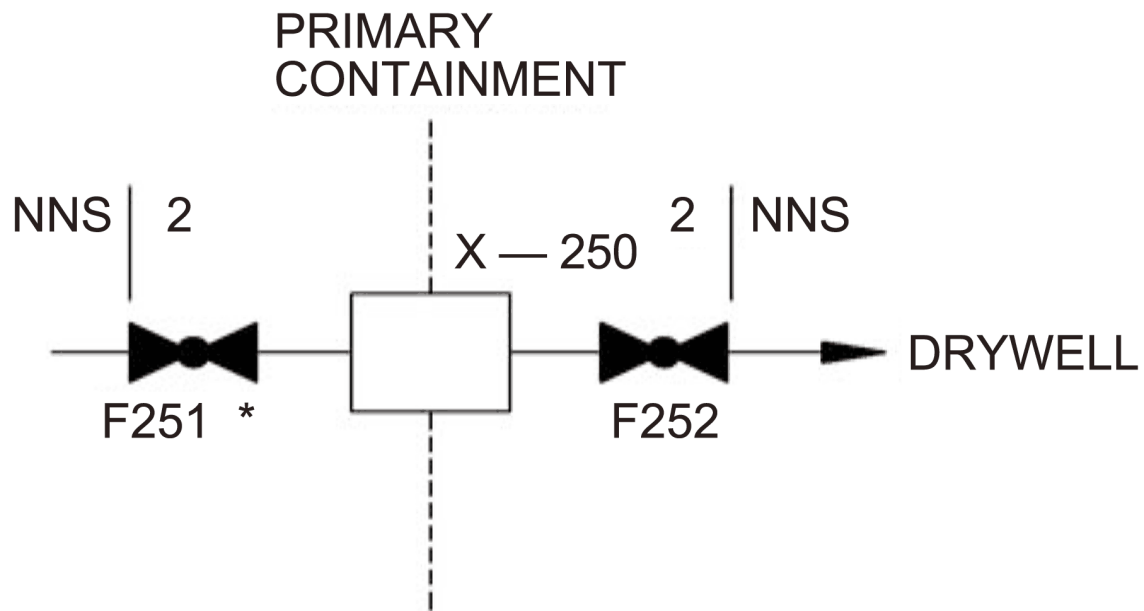 PRIMARY
CONTAINMENT
NNS 2
2 NNS
X — 250
DRYWELL
F251 *
F252